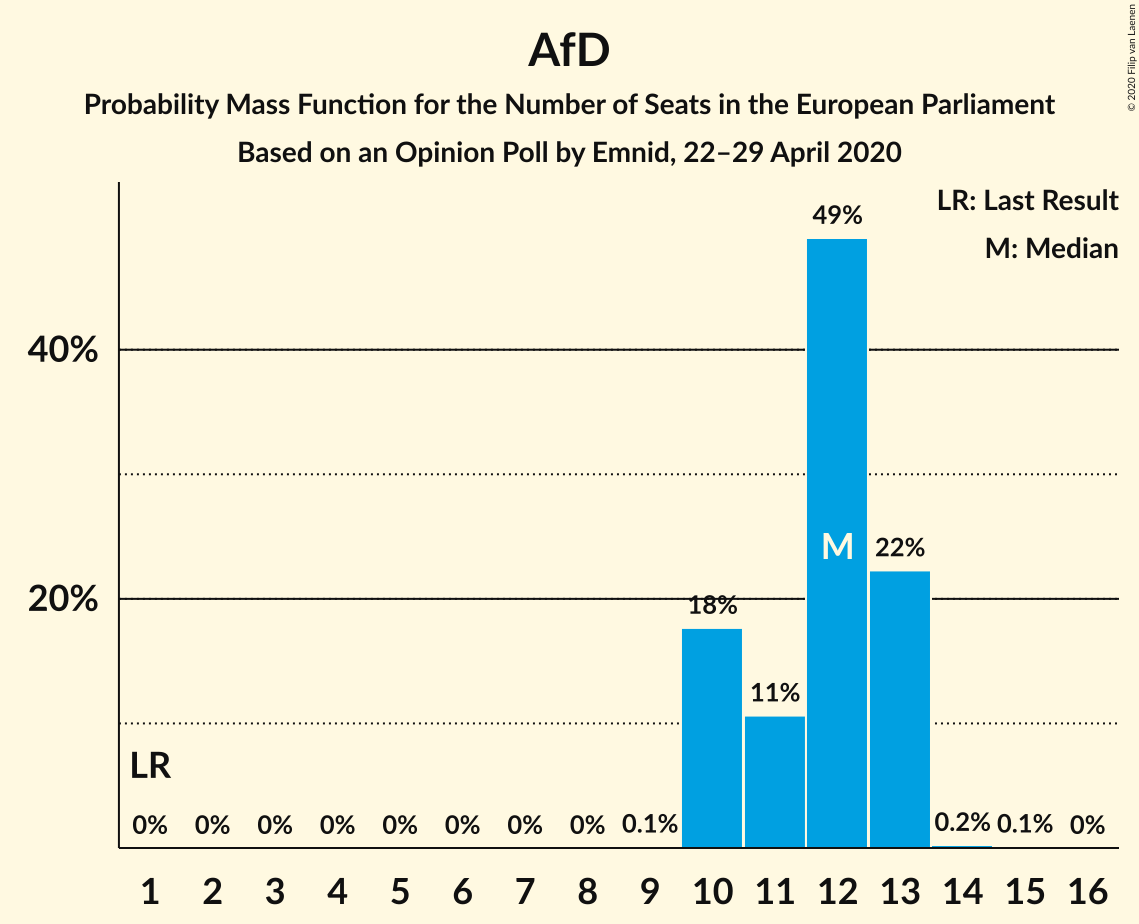 AfD
Probability Mass Function for the Number of Seats in the European Parliament
Based on an Opinion Poll by Emnid, 22–29 April 2020
© 2020 Filip van Laenen
LR: Last Result
M: Median
49%
40%
M
22%
20%
18%
11%
LR
0% 0% 0% 0% 0% 0% 0% 0% 0.1% 0.2% 0.1% 0%
1 2 3 4 5 6 7 8 9 10 11 12 13 14 15 16